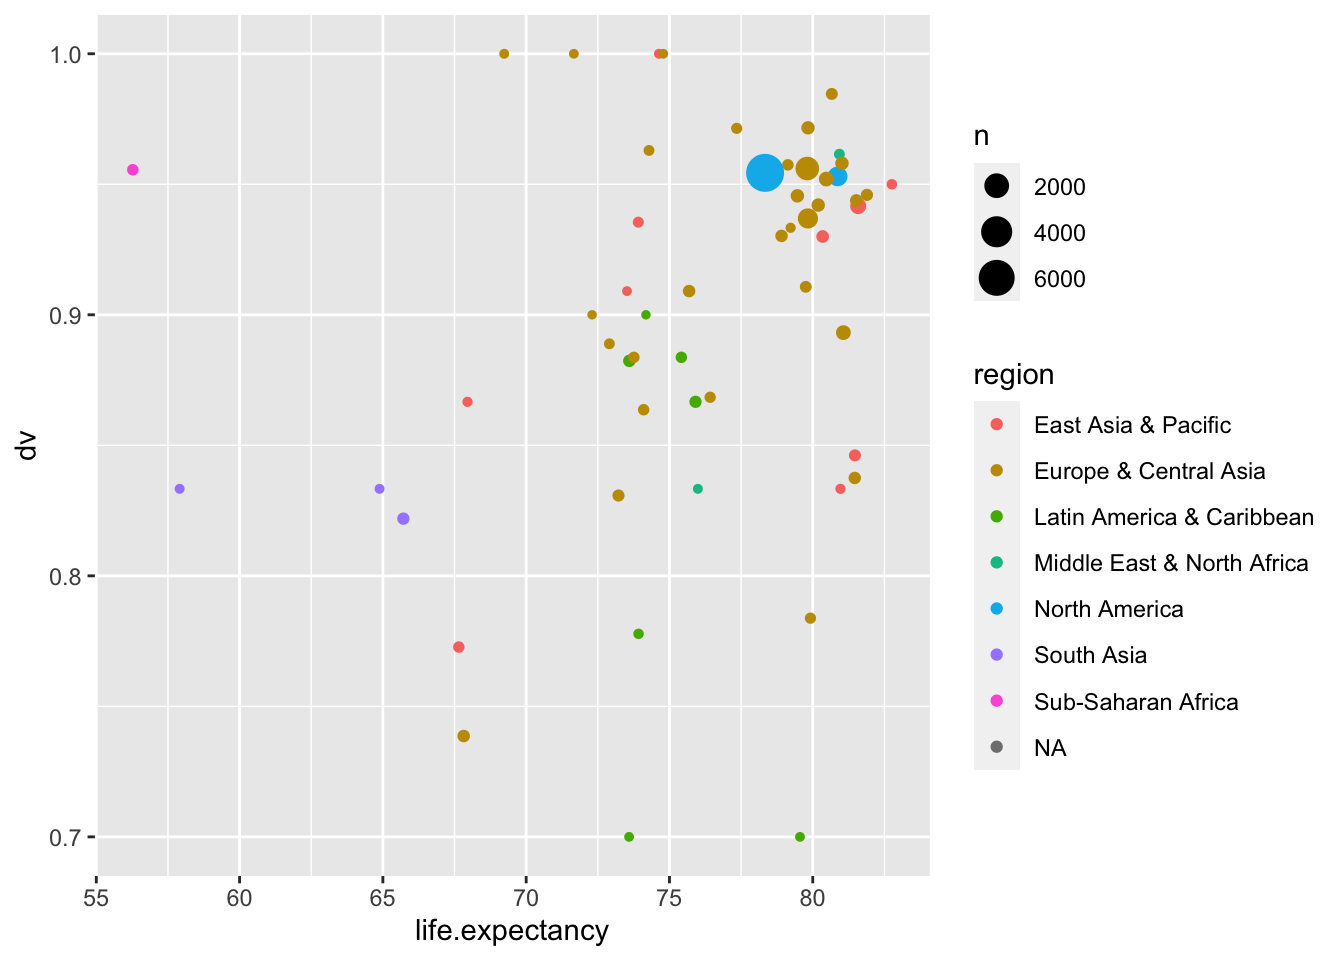 1.0
0.9
0.8
0.7
dv
55 60 65 70 75 80
life.expectancy
n
2000
4000
6000
region
East Asia & Pacific
Europe & Central Asia
Latin America & Caribbean
Middle East & North Africa
North America
South Asia
Sub-Saharan Africa
NA